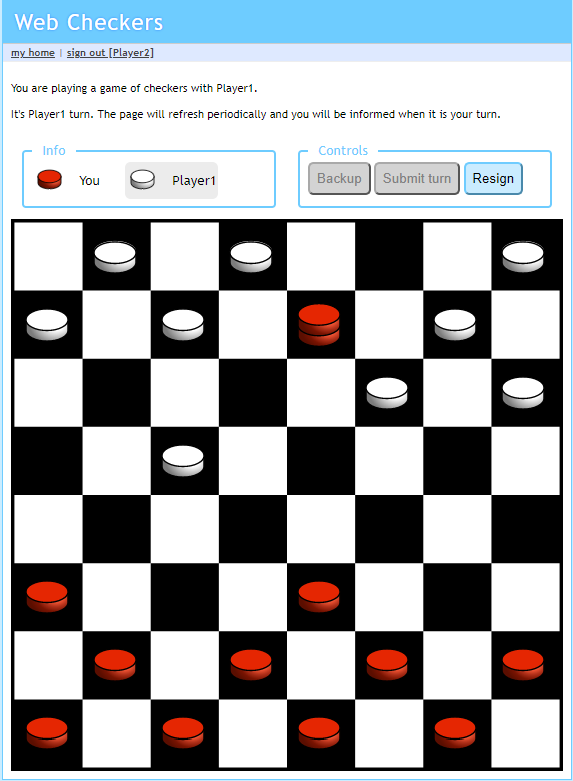 Web Checkers
my home | sign out [Player2]
You are playing a game of checkers with Player1.
It's Player1 turn. The page will refresh periodically and you will be informed when it is your turn.
Info
You Player1
Controls
Backup Submit turn Resign